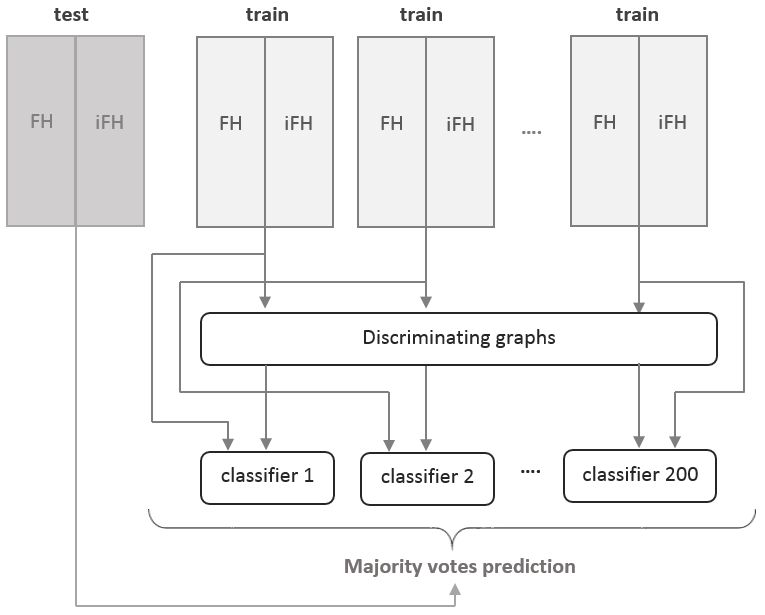 test train train train
FH iFH FH iFH FH iFH .... FH iFH
Discriminating graphs
classifier 1 classifier 2 .... classifier 200
Majority votes prediction